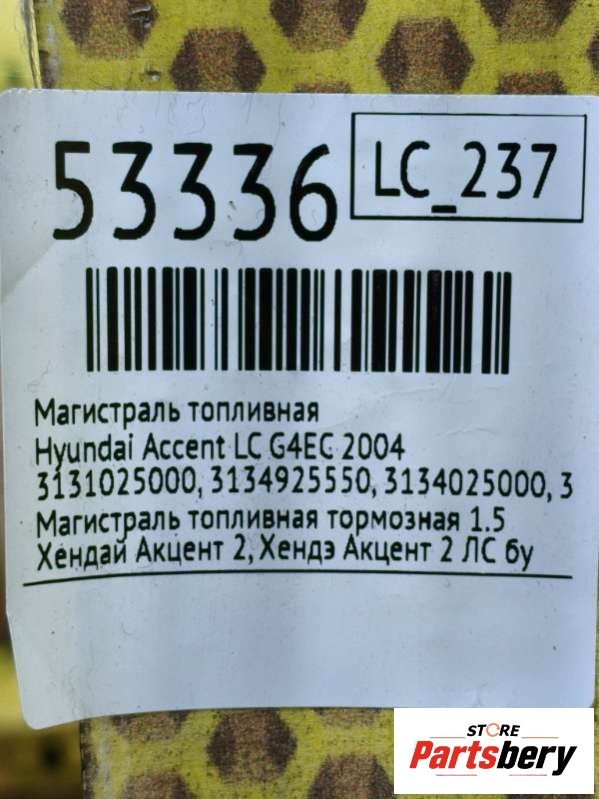 53336
LC_237
Магистраль топливная
Hyundai Accent LC G4EC 2004
3131025000, 3134925550, 3134025000, 3
Магистраль топливная тормозная 1.5
Хендай Акцент 2, Хендэ Акцент 2 ЛС бу
STORE
Partsbery